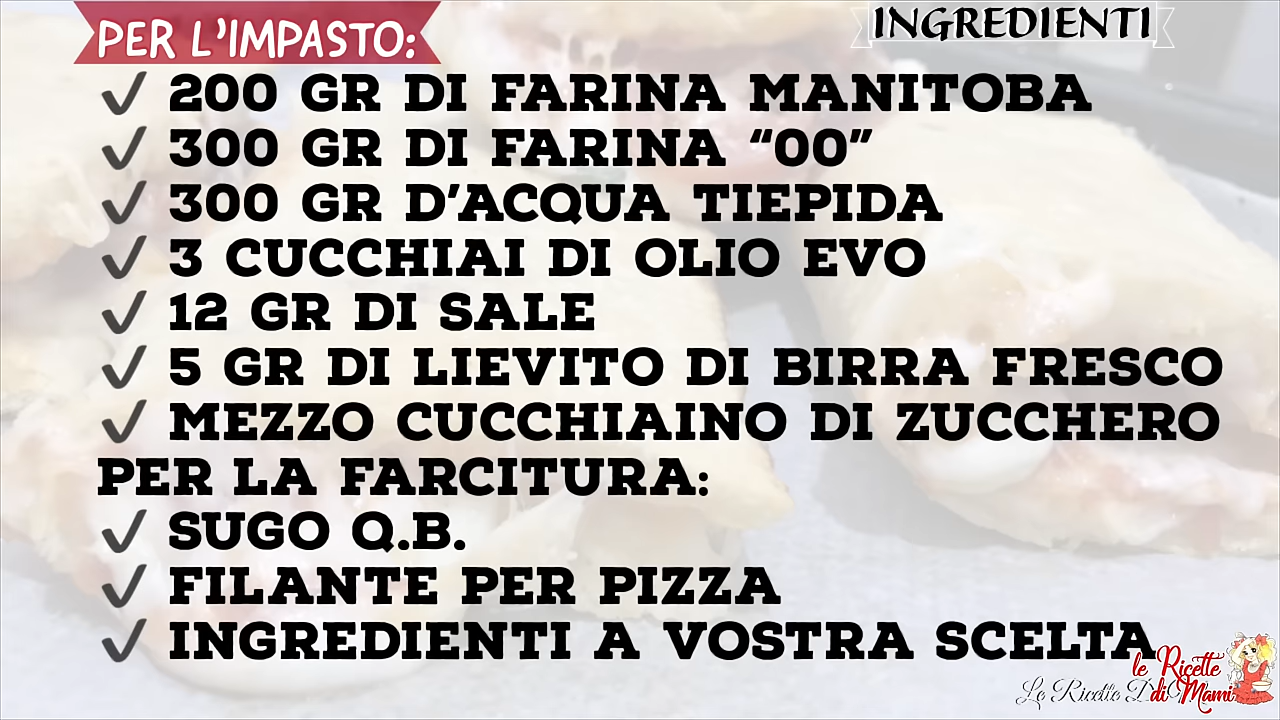 INGREDIENTI
PER L'IMPASTO:
✓ 200 GR DI FARINA MANITOBA
✓ 300 GR DI FARINA “00”
✓ 300 GR D'ACQUA TIEPIDA
✓ 3 CUCCHIAI DI OLIO EVO
✓ 12 GR DI SALE
✓ 5 GR DI LIEVITO DI BIRRA FRESCO
✓ MEZZO CUCCHIAINO DI ZUCCHERO
PER LA FARCITURA:
✓ SUGO Q.B.
✓ FILANTE PER PIZZA
✓ INGREDIENTI A VOSTRA SCELTA
le Ricette
di Mami
Le Ricette